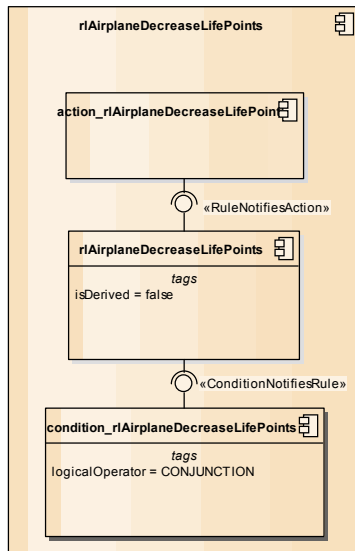 rlAirplaneDecreaseLifePoints
action_rlAirplaneDecreaseLifePoint
«RuleNotifiesAction»
rlAirplaneDecreaseLifePoints
tags
isDerived = false
«ConditionNotifiesRule»
condition_rlAirplaneDecreaseLifePoints
tags
logicalOperator = CONJUNCTION